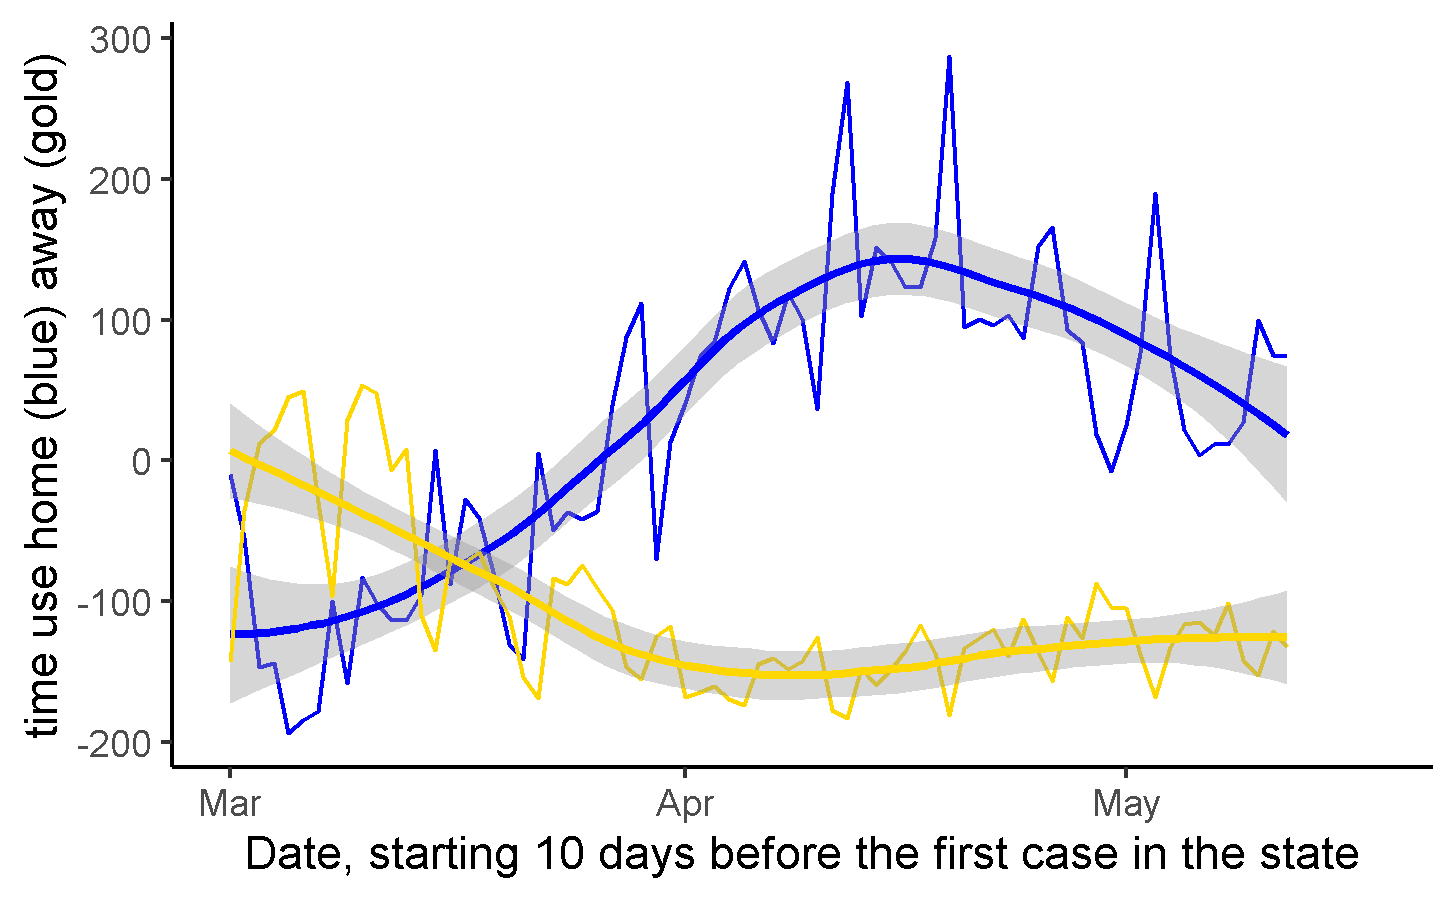 time use home (blue) away (gold)
300
200
100
0
-100
-200
Mar
Apr
May
Date, starting 10 days before the first case in the state